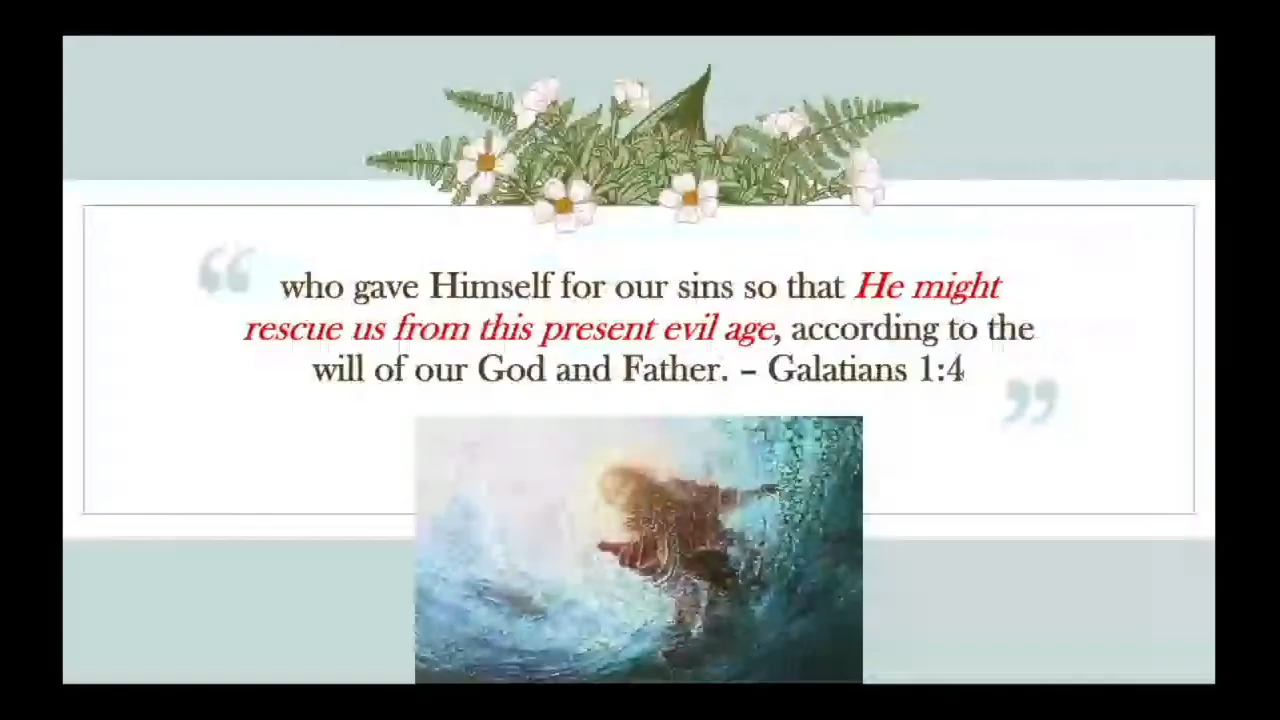 “ who gave Himself for our sins so that He might
rescue us from this present evil age, according to the
will of our God and Father. – Galatians 1:4
”